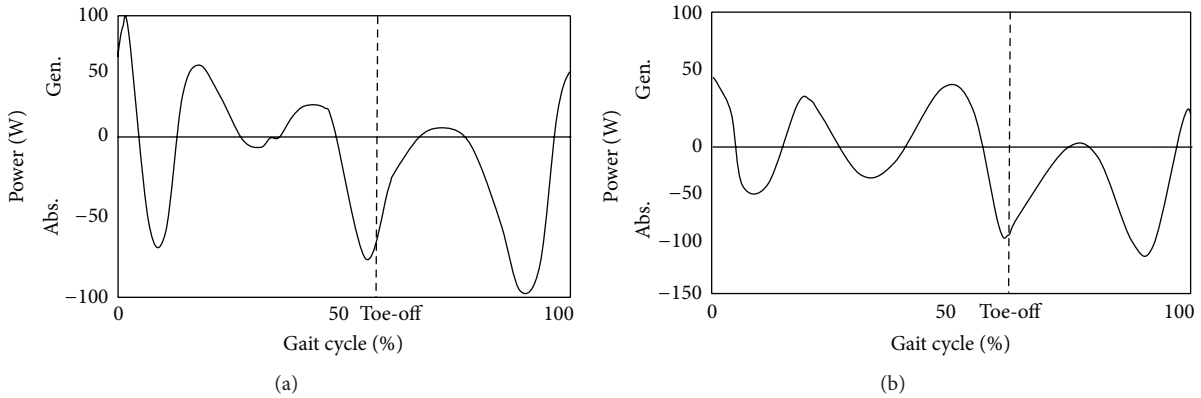 100
50
0
−50
−100
Gen.
Power (W)
Abs.
0
50
Toe-off
100
Gait cycle (%)
(a)
100
50
0
−50
−100
−150
Gen.
Power (W)
Abs.
0
50
Toe-off
100
Gait cycle (%)
(b)